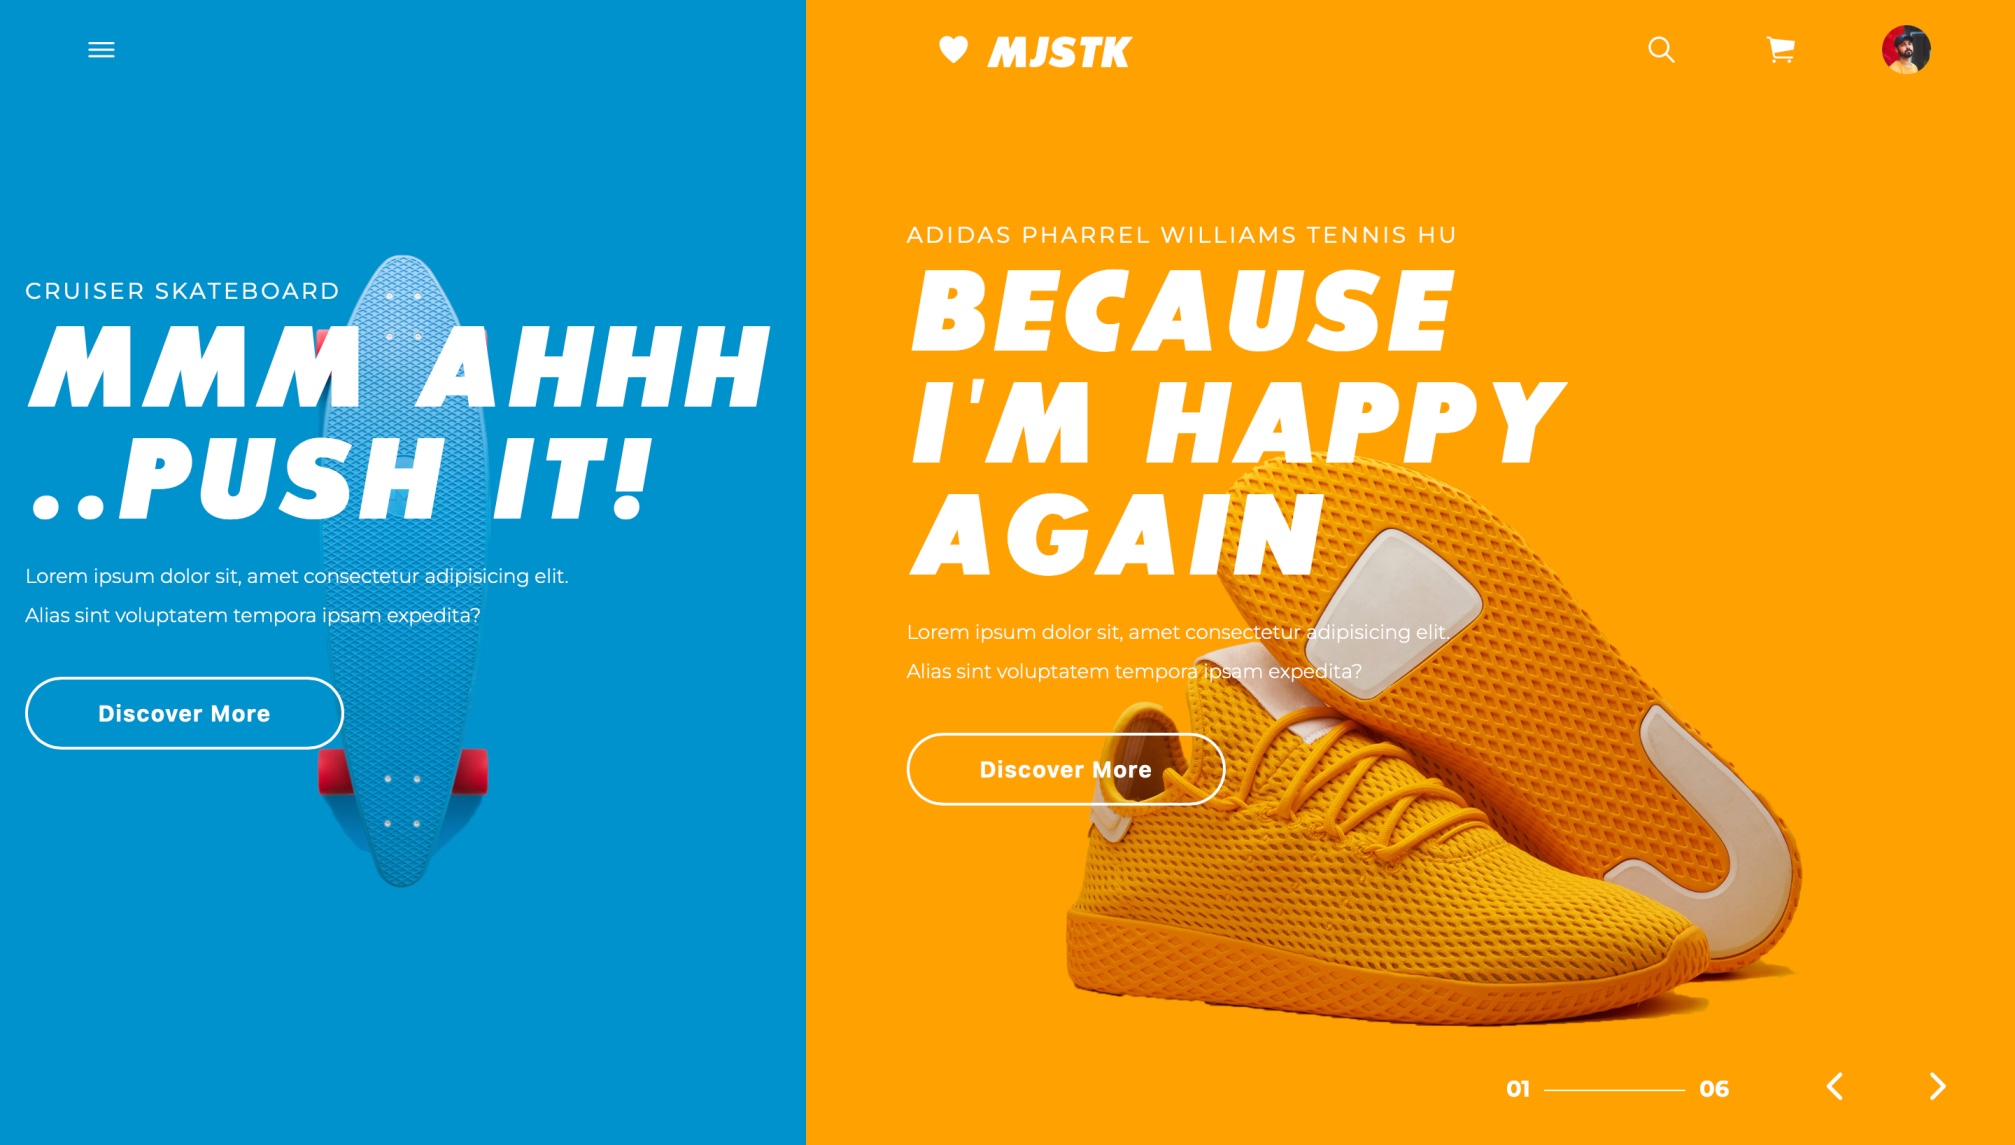 MJSTK
CRUISER SKATEBOARD
MMM AHHH
..PUSH IT!
Lorem ipsum dolor sit, amet consectetur adipisicing elit.
Alias sint voluptatem tempora ipsam expedita?
Discover More
ADIDAS PHARREL WILLIAMS TENNIS HU
BECAUSE
I'M HAPPY
AGAIN
Lorem ipsum dolor sit, amet consectetur adipisicing elit.
Alias sint voluptatem tempora ipsam expedita?
Discover More
01 06